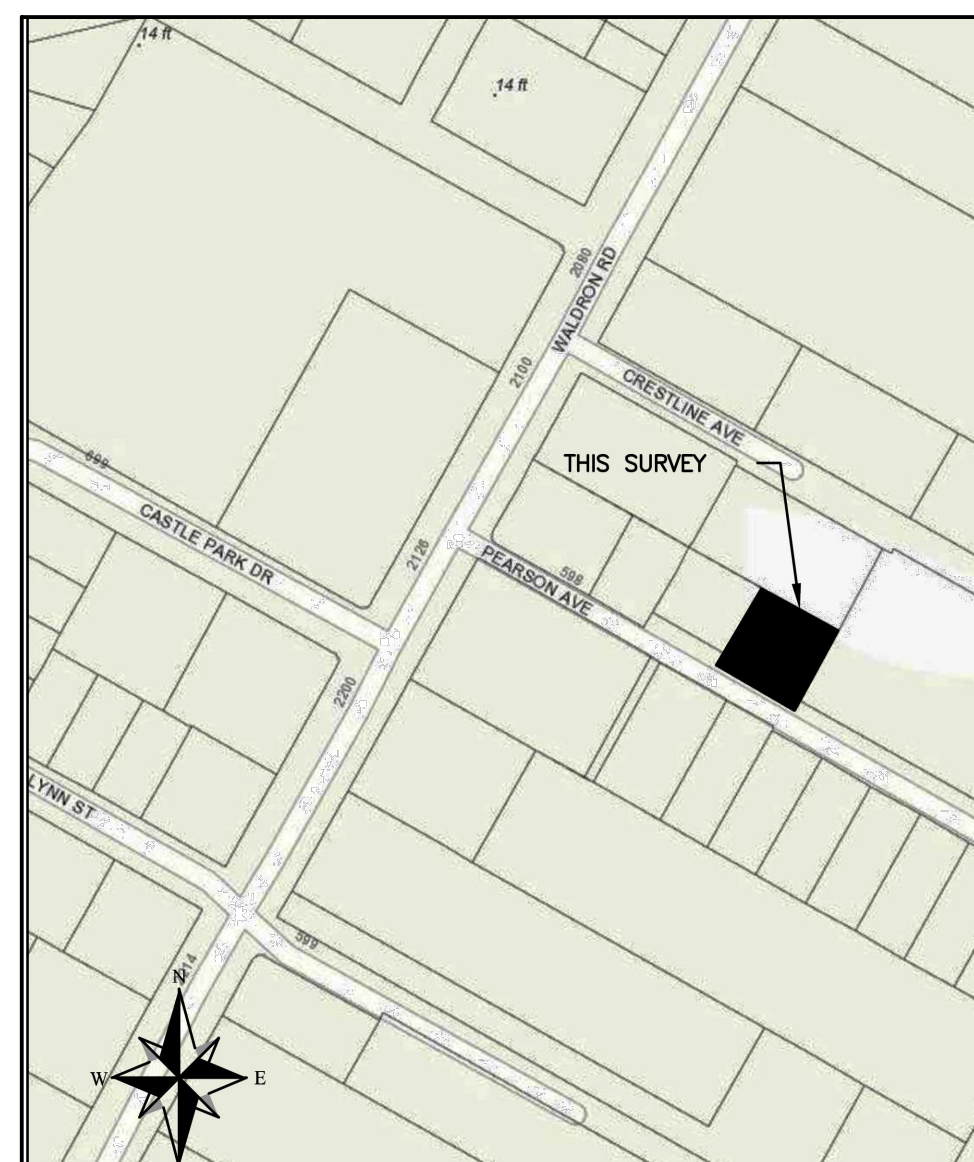 14 ft
14 ft
2080
WALDRON RD
2100
CRESTLINE AVE
THIS SURVEY
699
CASTLE PARK DR
2126
PEARSON AVE
598
2200
LYNN ST
599
N
W
E